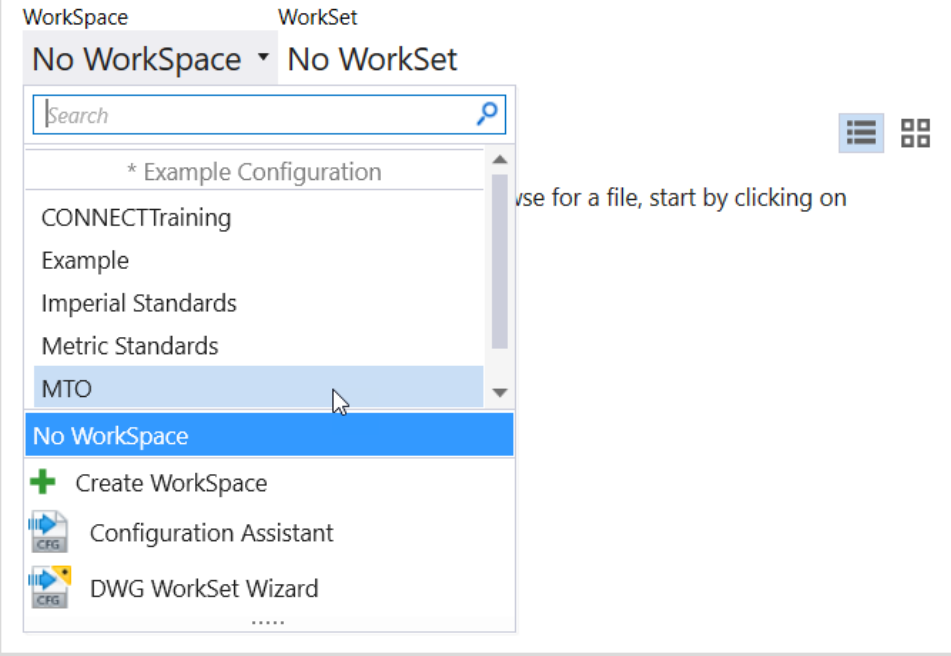 WorkSpace WorkSet
No WorkSpace No WorkSet
Search
* Example Configuration
wse for a file, start by clicking on
CONNECTTraining
Example
Imperial Standards
Metric Standards
MTO
No WorkSpace
Create WorkSpace
CFG Configuration Assistant
CFG DWG WorkSet Wizard
.....